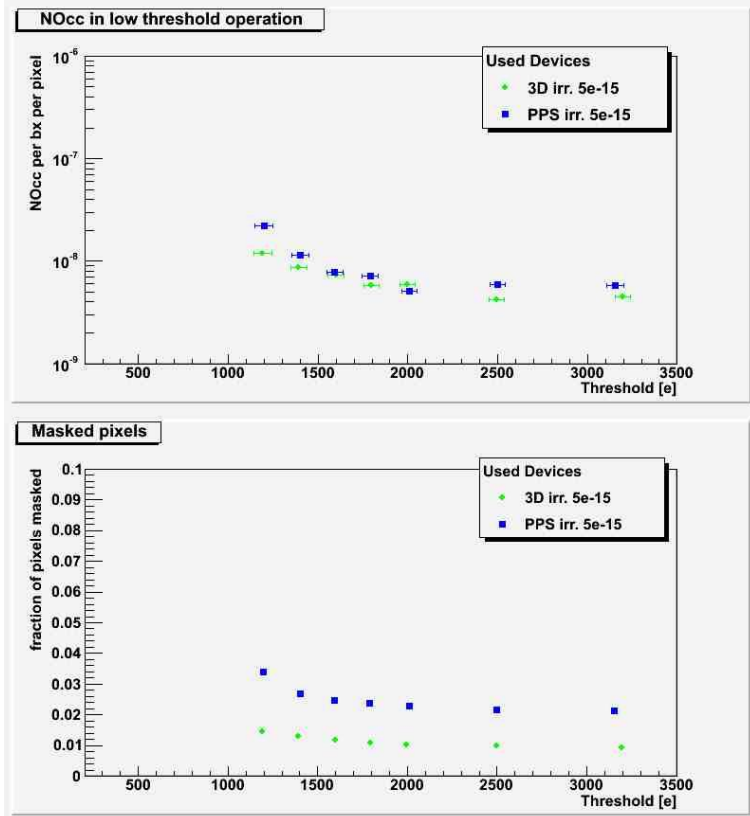 NOcc in low threshold operation
NOcc per bx per pixel
10-6
10-7
10-8
10-9
Used Devices
3D irr. 5e-15
PPS irr. 5e-15
500 1000 1500 2000 2500 3000 3500
Threshold [e]
Masked pixels
fraction of pixels masked
0.1
0.09
0.08
0.07
0.06
0.05
0.04
0.03
0.02
0.01
0
Used Devices
3D irr. 5e-15
PPS irr. 5e-15
500 1000 1500 2000 2500 3000 3500
Threshold [e]